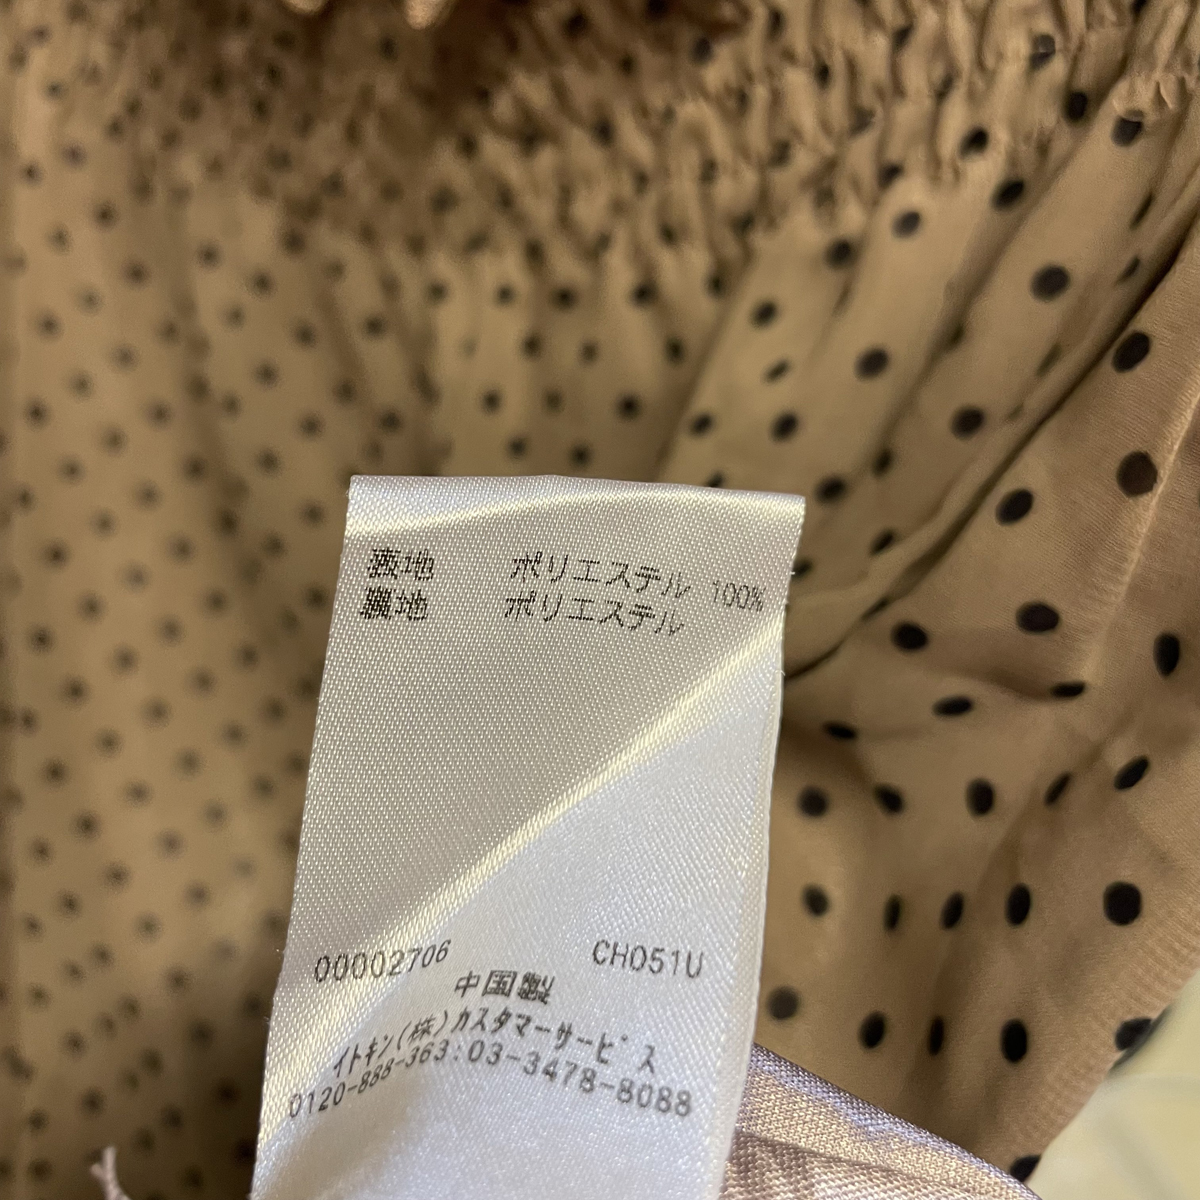 表地 ポリエステル 100%
裏地 ポリエステル
00002706 CH051U
中国製
イトキン(株)カスタマーサービス
0120-888-363:03-3478-8088